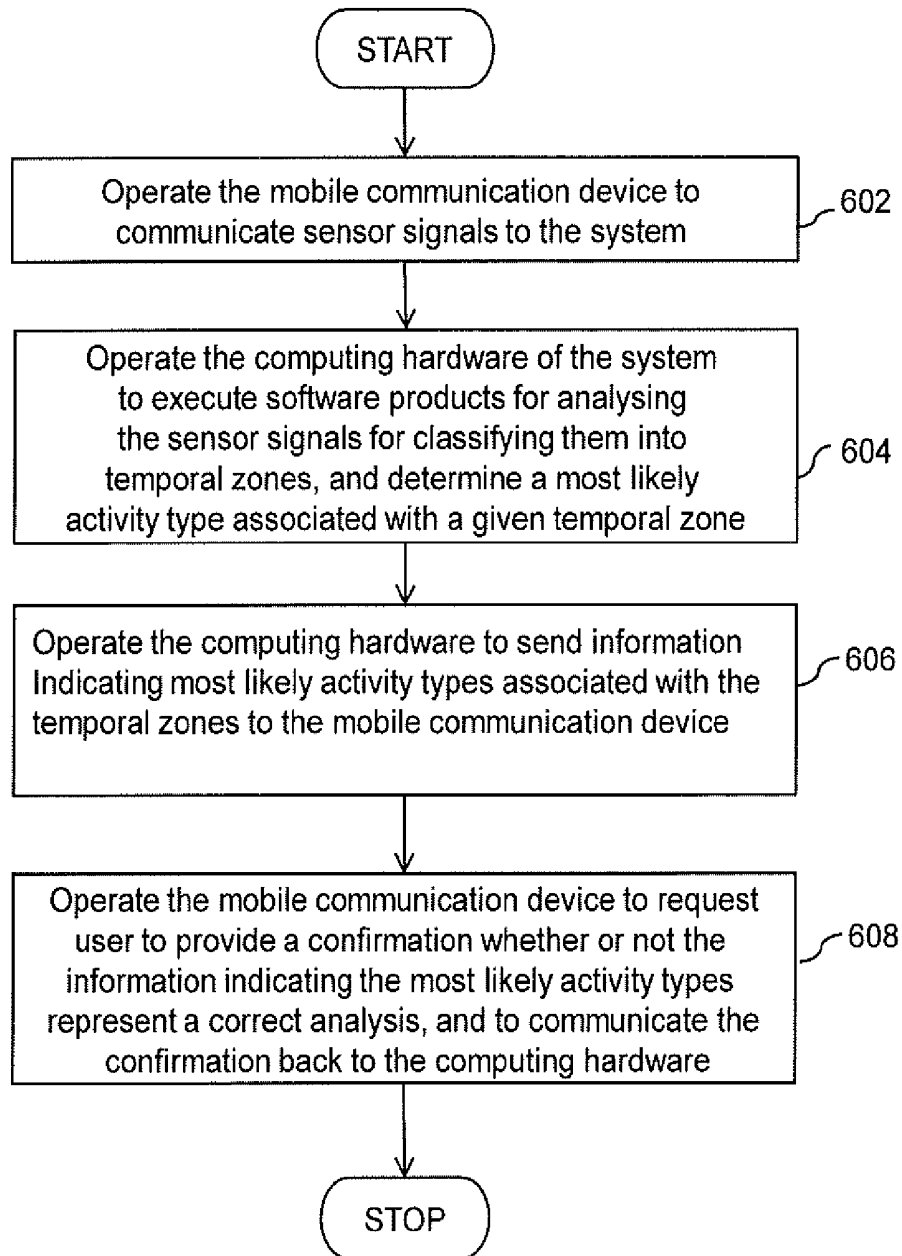 START
Operate the mobile communication device to
communicate sensor signals to the system
602
Operate the computing hardware of the system
to execute software products for analysing
the sensor signals for classifying them into
temporal zones, and determine a most likely
activity type associated with a given temporal zone
604
Operate the computing hardware to send information
Indicating most likely activity types associated with the
temporal zones to the mobile communication device
606
Operate the mobile communication device to request
user to provide a confirmation whether or not the
information indicating the most likely activity types
represent a correct analysis, and to communicate the
confirmation back to the computing hardware
608
STOP